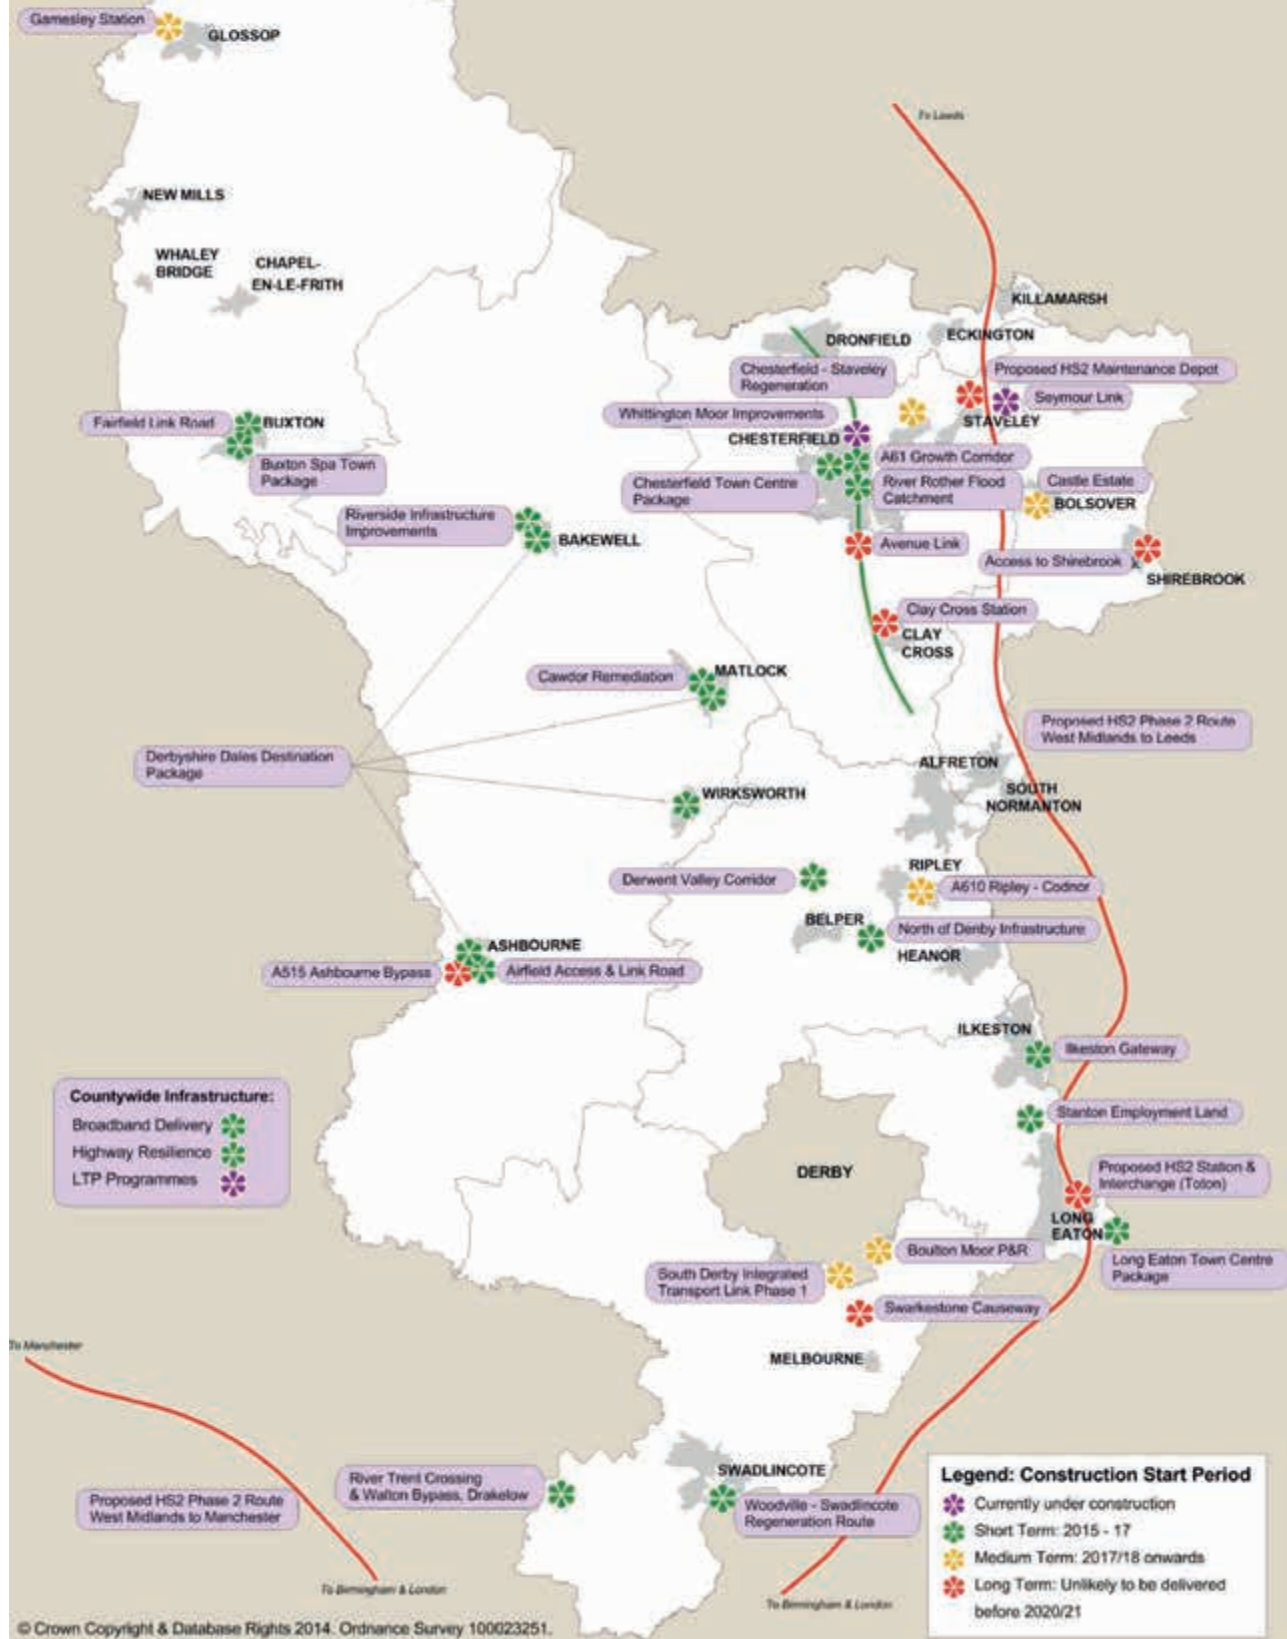 Gamesley Station
GLOSSOP
To Leeds
NEW MILLS
WHALEY
BRIDGE
CHAPEL-
EN-LE-FRITH
KILLAMARSH
DRONFIELD
ECKINGTON
Chesterfield - Staveley
Regeneration
Proposed HS2 Maintenance Depot
Seymour Link
Whittington Moor Improvements
STAVELEY
Fairfield Link Road
BUXTON
CHESTERFIELD
A61 Growth Corridor
Buxton Spa Town
Package
Chesterfield Town Centre
Package
River Rother Flood
Catchment
Castle Estate
BOLSOVER
Riverside Infrastructure
Improvements
BAKEWELL
Avenue Link
Access to Shirebrook
SHIREBROOK
Clay Cross Station
CLAY
CROSS
Cawdor Remediation
MATLOCK
Proposed HS2 Phase 2 Route
West Midlands to Leeds
Derbyshire Dales Destination
Package
ALFRETON
SOUTH
NORMANTON
WIRKSWORTH
RIPLEY
Derwent Valley Corridor
A610 Ripley - Codnor
BELPER
North of Denby Infrastructure
HEANOR
ASHBOURNE
A515 Ashbourne Bypass
Airfield Access & Link Road
ILKESTON
Ilkeston Gateway
Countywide Infrastructure:
Broadband Delivery
Highway Resilience
LTP Programmes
Stanton Employment Land
DERBY
Proposed HS2 Station &
Interchange (Toton)
LONG
EATON
Boulton Moor P&R
Long Eaton Town Centre
Package
South Derby Integrated
Transport Link Phase 1
Swarkestone Causeway
To Manchester
MELBOURNE
River Trent Crossing
& Walton Bypass, Drakelow
SWADLINCOTE
Proposed HS2 Phase 2 Route
West Midlands to Manchester
Woodville - Swadlincote
Regeneration Route
Legend: Construction Start Period
Currently under construction
Short Term: 2015 - 17
Medium Term: 2017/18 onwards
Long Term: Unlikely to be delivered
before 2020/21
To Birmingham & London
To Birmingham & London
© Crown Copyright & Database Rights 2014. Ordnance Survey 100023251.